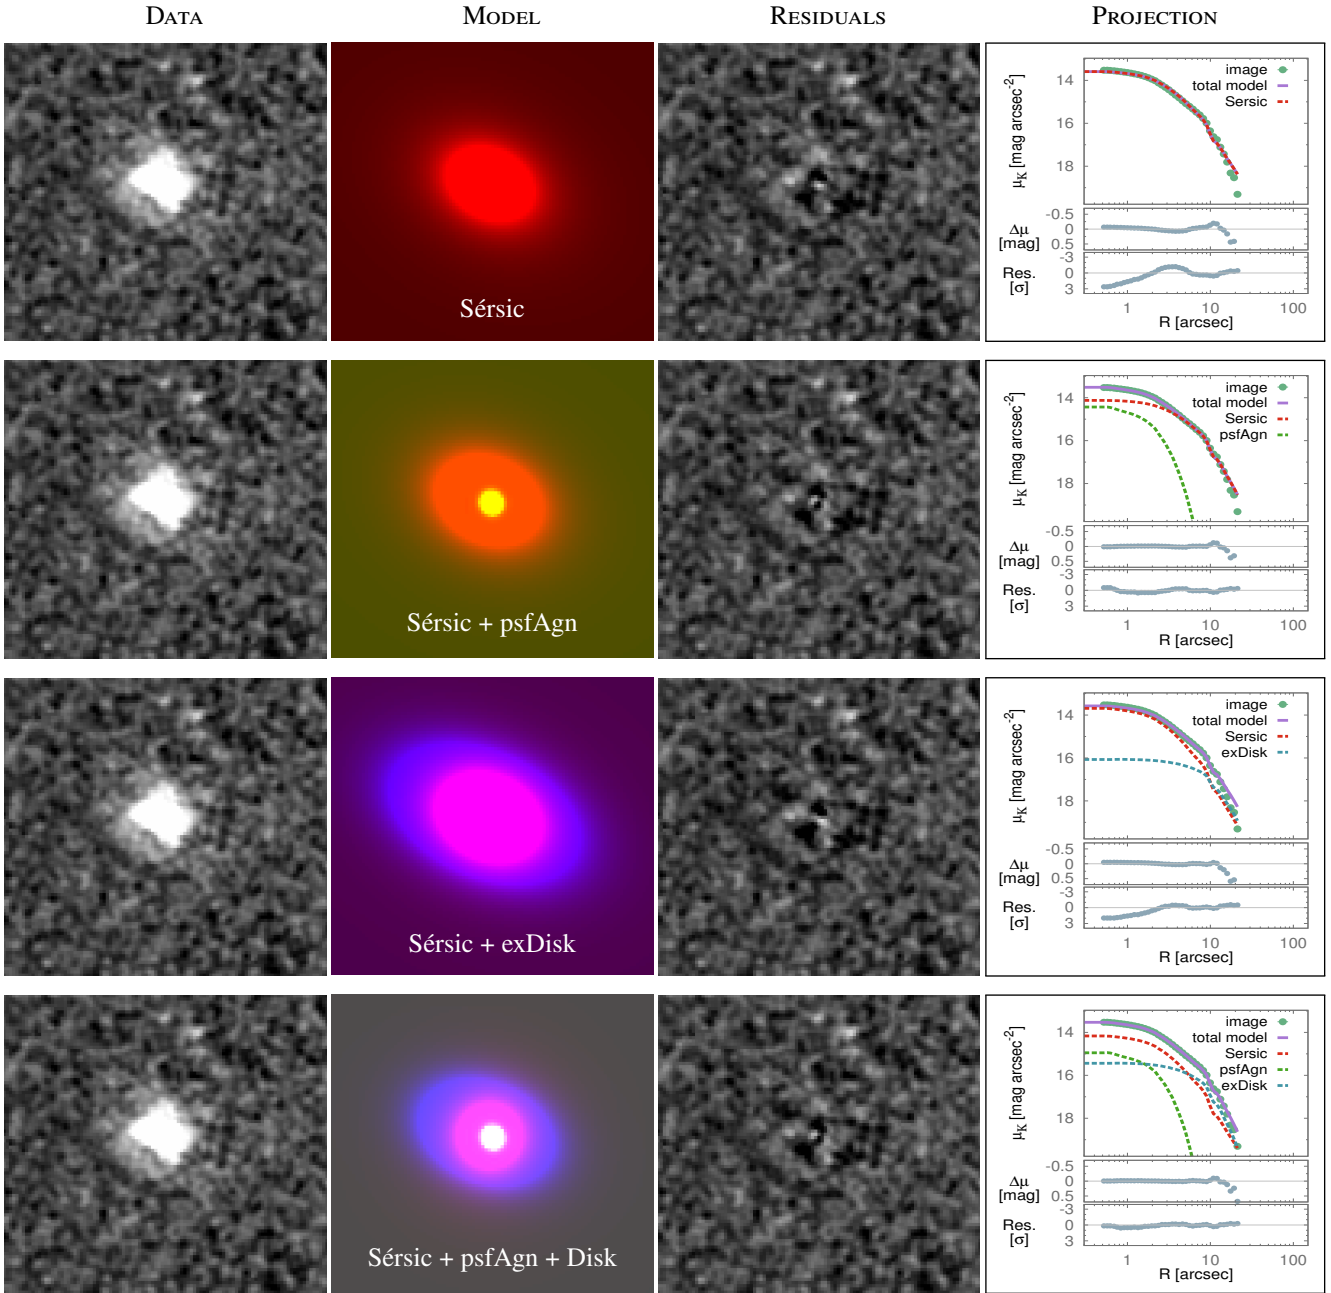 DATA
MODEL
RESIDUALS
PROJECTION
Sérsic
14
16
18
μK [mag arcsec-2]
image
total model
Sersic
-0.5
0
0.5
Δμ
[mag]
-3
0
3
Res.
[σ]
1
10
100
R [arcsec]
Sérsic + psfAgn
14
16
18
μK [mag arcsec-2]
image
total model
Sersic
psfAgn
-0.5
0
0.5
Δμ
[mag]
-3
0
3
Res.
[σ]
1
10
100
R [arcsec]
Sérsic + exDisk
14
16
18
μK [mag arcsec-2]
image
total model
Sersic
exDisk
-0.5
0
0.5
Δμ
[mag]
-3
0
3
Res.
[σ]
1
10
100
R [arcsec]
Sérsic + psfAgn + Disk
14
16
18
μK [mag arcsec-2]
image
total model
Sersic
psfAgn
exDisk
-0.5
0
0.5
Δμ
[mag]
-3
0
3
Res.
[σ]
1
10
100
R [arcsec]